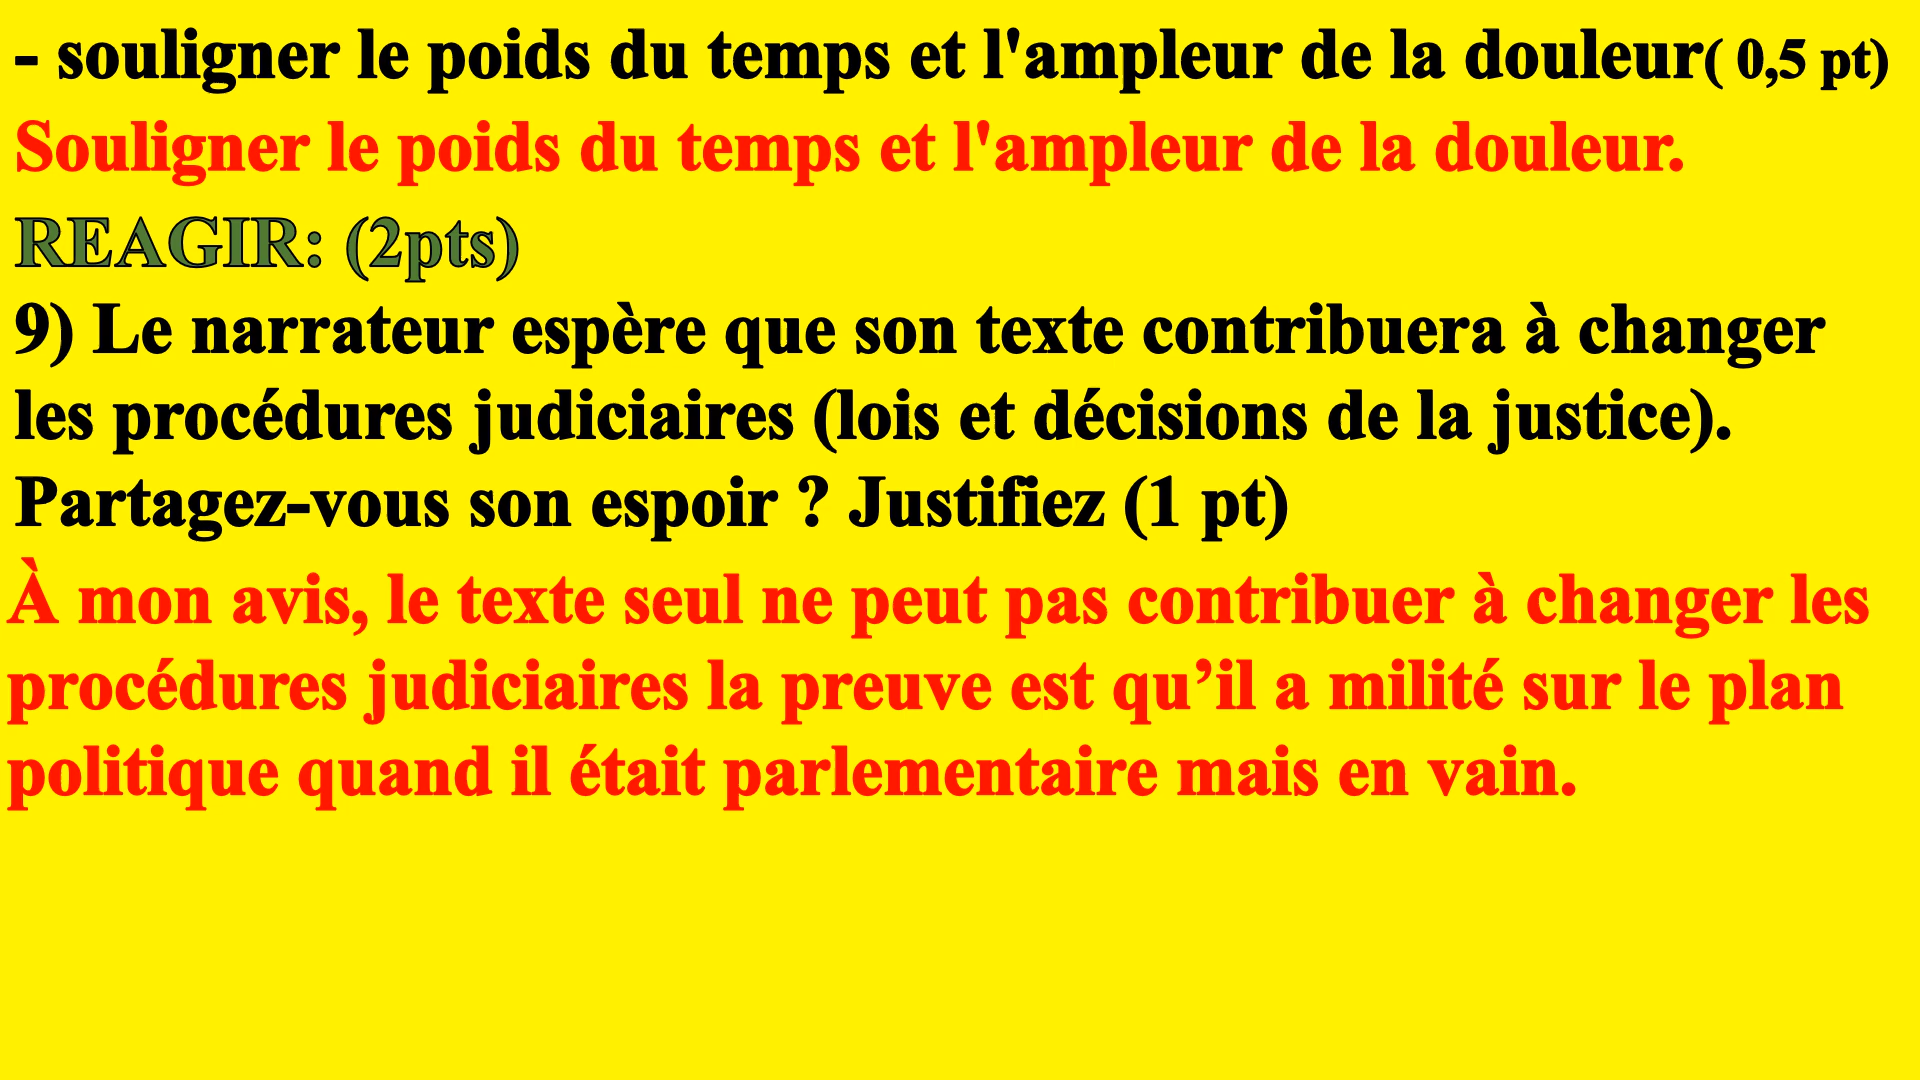 - souligner le poids du temps et l'ampleur de la douleur( 0,5 pt)
Souligner le poids du temps et l'ampleur de la douleur.
REAGIR: (2pts)
9) Le narrateur espère que son texte contribuera à changer
les procédures judiciaires (lois et décisions de la justice).
Partagez-vous son espoir ? Justifiez (1 pt)
À mon avis, le texte seul ne peut pas contribuer à changer les
procédures judiciaires la preuve est qu’il a milité sur le plan
politique quand il était parlementaire mais en vain.